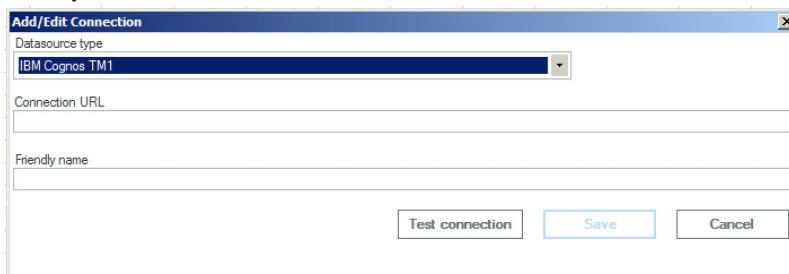 Add/Edit Connection
Datasource type
IBM Cognos TM1
Connection URL
Friendly name
Test connection Save Cancel